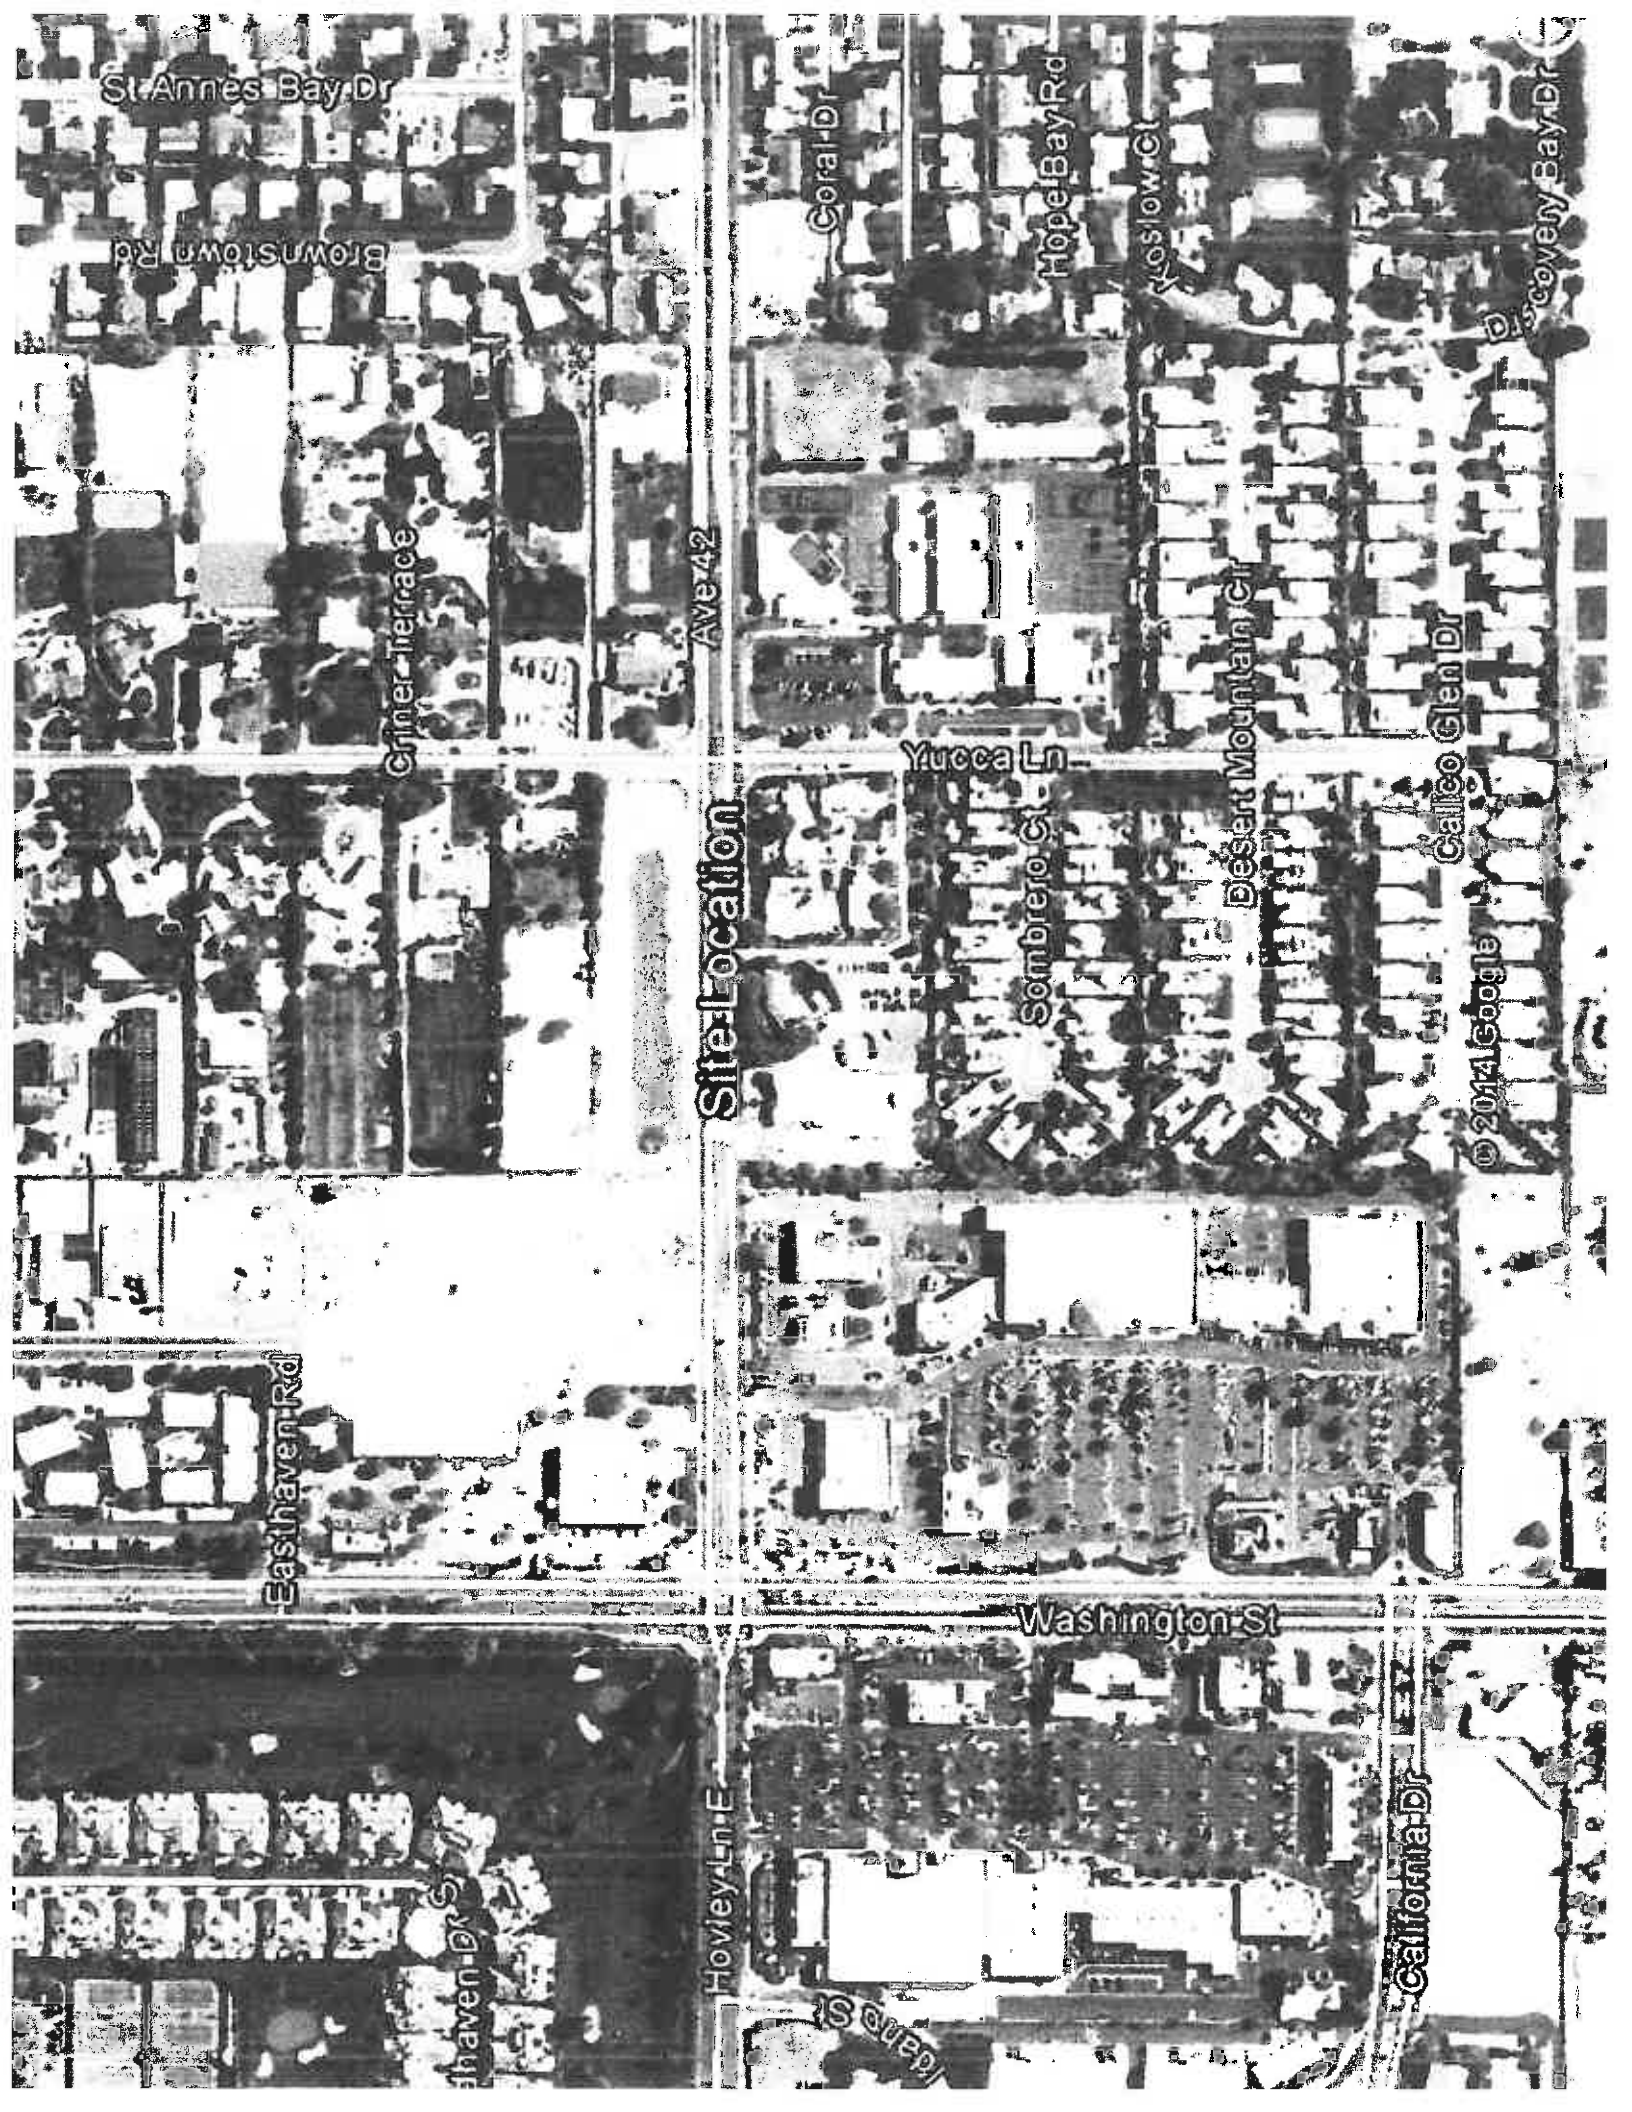 St Annes Bay Dr
Brownstown Rd
Coral Dr
Hope Bay Rd
Koslow Ct
Discovery Bay Dr
Criner Terrace
Ave 42
Desert Mountain Cr
Calico Glen Dr
Yucca Ln
Site Location
Sombrero Ct
© 2014 Google
Easthaven Rd
Washington St
Hovley Ln E
California Dr
thaven Dr S